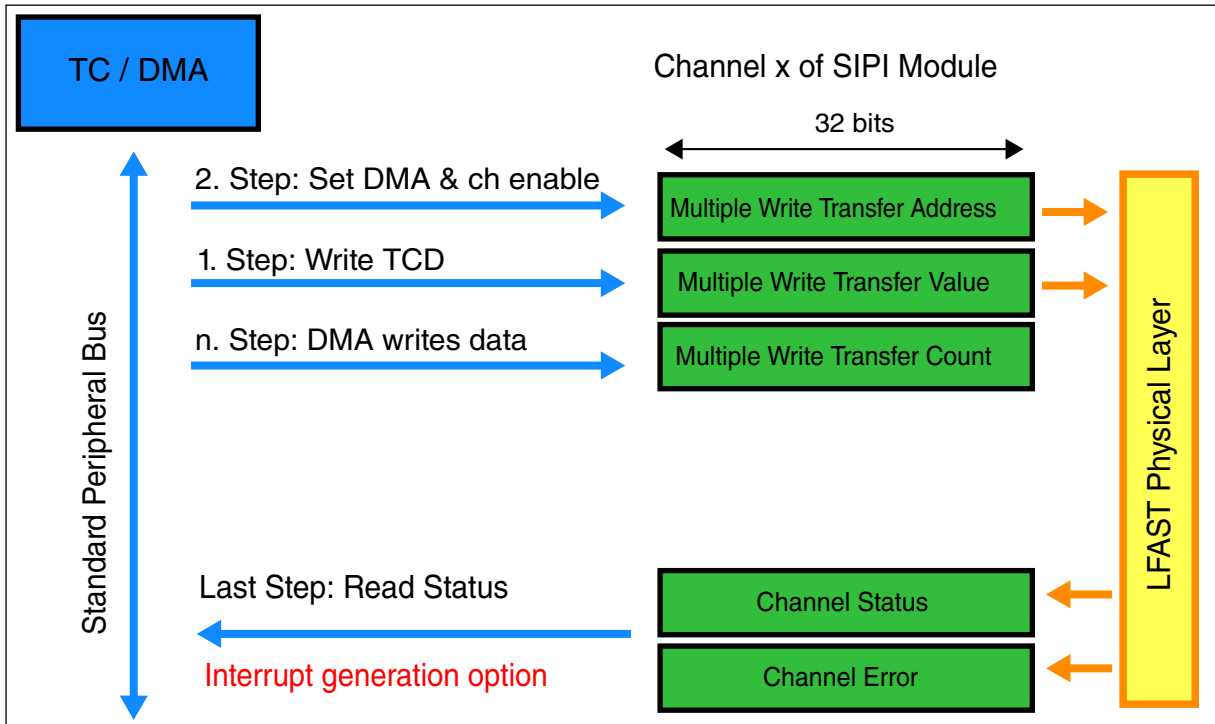 TC / DMA
Channel x of SIPI Module
32 bits
2. Step: Set DMA & ch enable
Multiple Write Transfer Address
1. Step: Write TCD
Multiple Write Transfer Value
n. Step: DMA writes data
Multiple Write Transfer Count
Standard Peripheral Bus
LFAST Physical Layer
Last Step: Read Status
Channel Status
Interrupt generation option
Channel Error